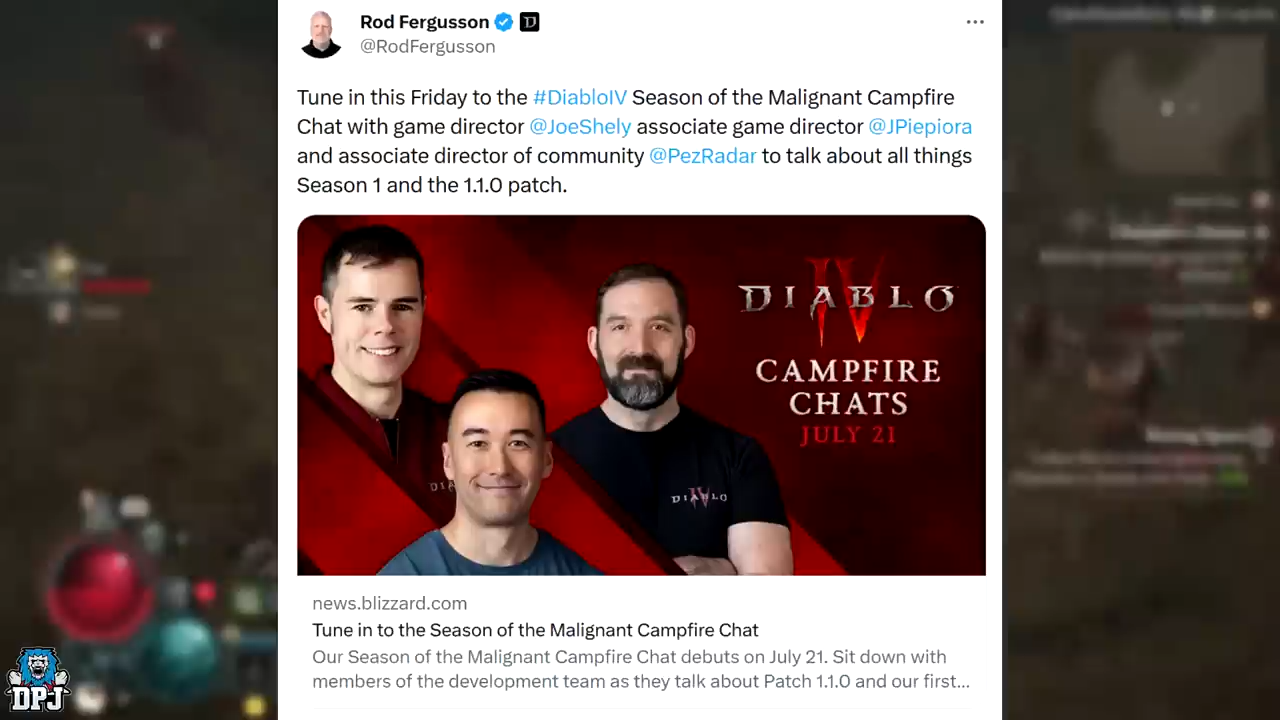 Rod Fergusson
@RodFergusson
Tune in this Friday to the #DiabloIV Season of the Malignant Campfire
Chat with game director @JoeShely associate game director @JPiepiora
and associate director of community @PezRadar to talk about all things
Season 1 and the 1.1.0 patch.
DIABLO
IV
CAMPFIRE
CHATS
JULY 21
DIA
DIABLO
IV
news.blizzard.com
Tune in to the Season of the Malignant Campfire Chat
Our Season of the Malignant Campfire Chat debuts on July 21. Sit down with
members of the development team as they talk about Patch 1.1.0 and our first...
DPJ